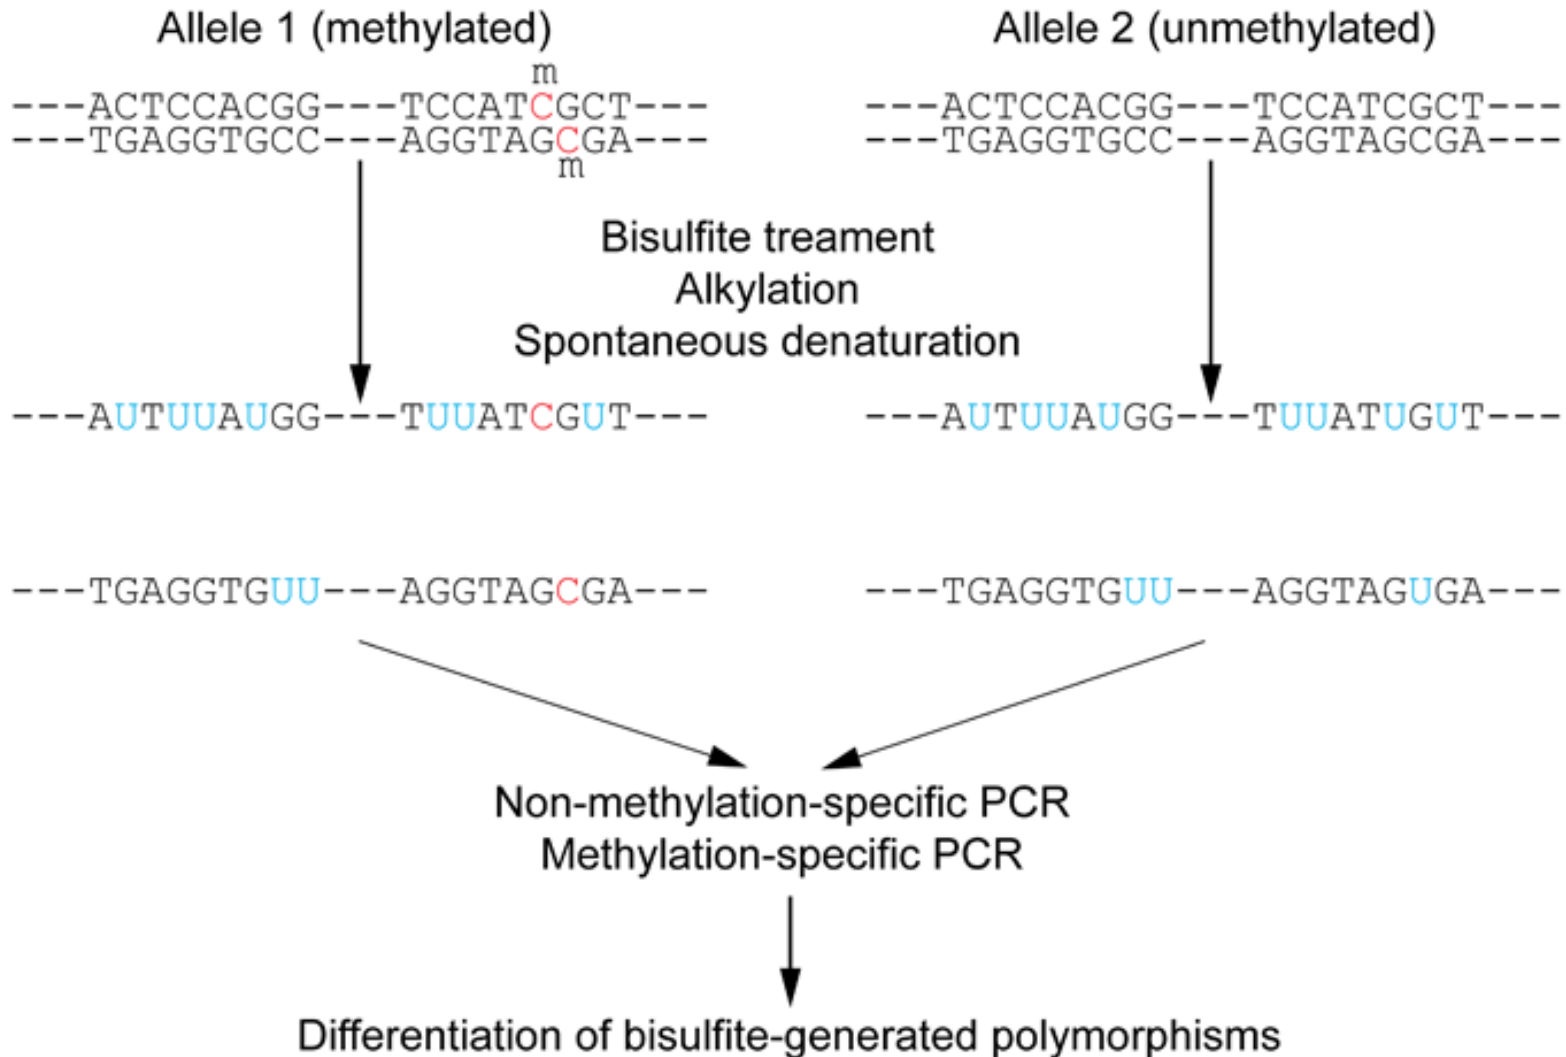 Allele 1 (methylated) Allele 2 (unmethylated)
m
---ACTCCACGG---TCCATCGCT--- ---ACTCCACGG---TCCATCGCT---
---TGAGGTGCC---AGGTAGCGA--- ---TGAGGTGCC---AGGTAGCGA---
m
Bisulfite treament
Alkylation
Spontaneous denaturation
---AUTUUAUGG---TUUATCGUT--- ---AUTUUAUGG---TUUATUGUT---
---TGAGGTGUU---AGGTAGCGA--- ---TGAGGTGUU---AGGTAGUGA---
Non-methylation-specific PCR
Methylation-specific PCR
Differentiation of bisulfite-generated polymorphisms